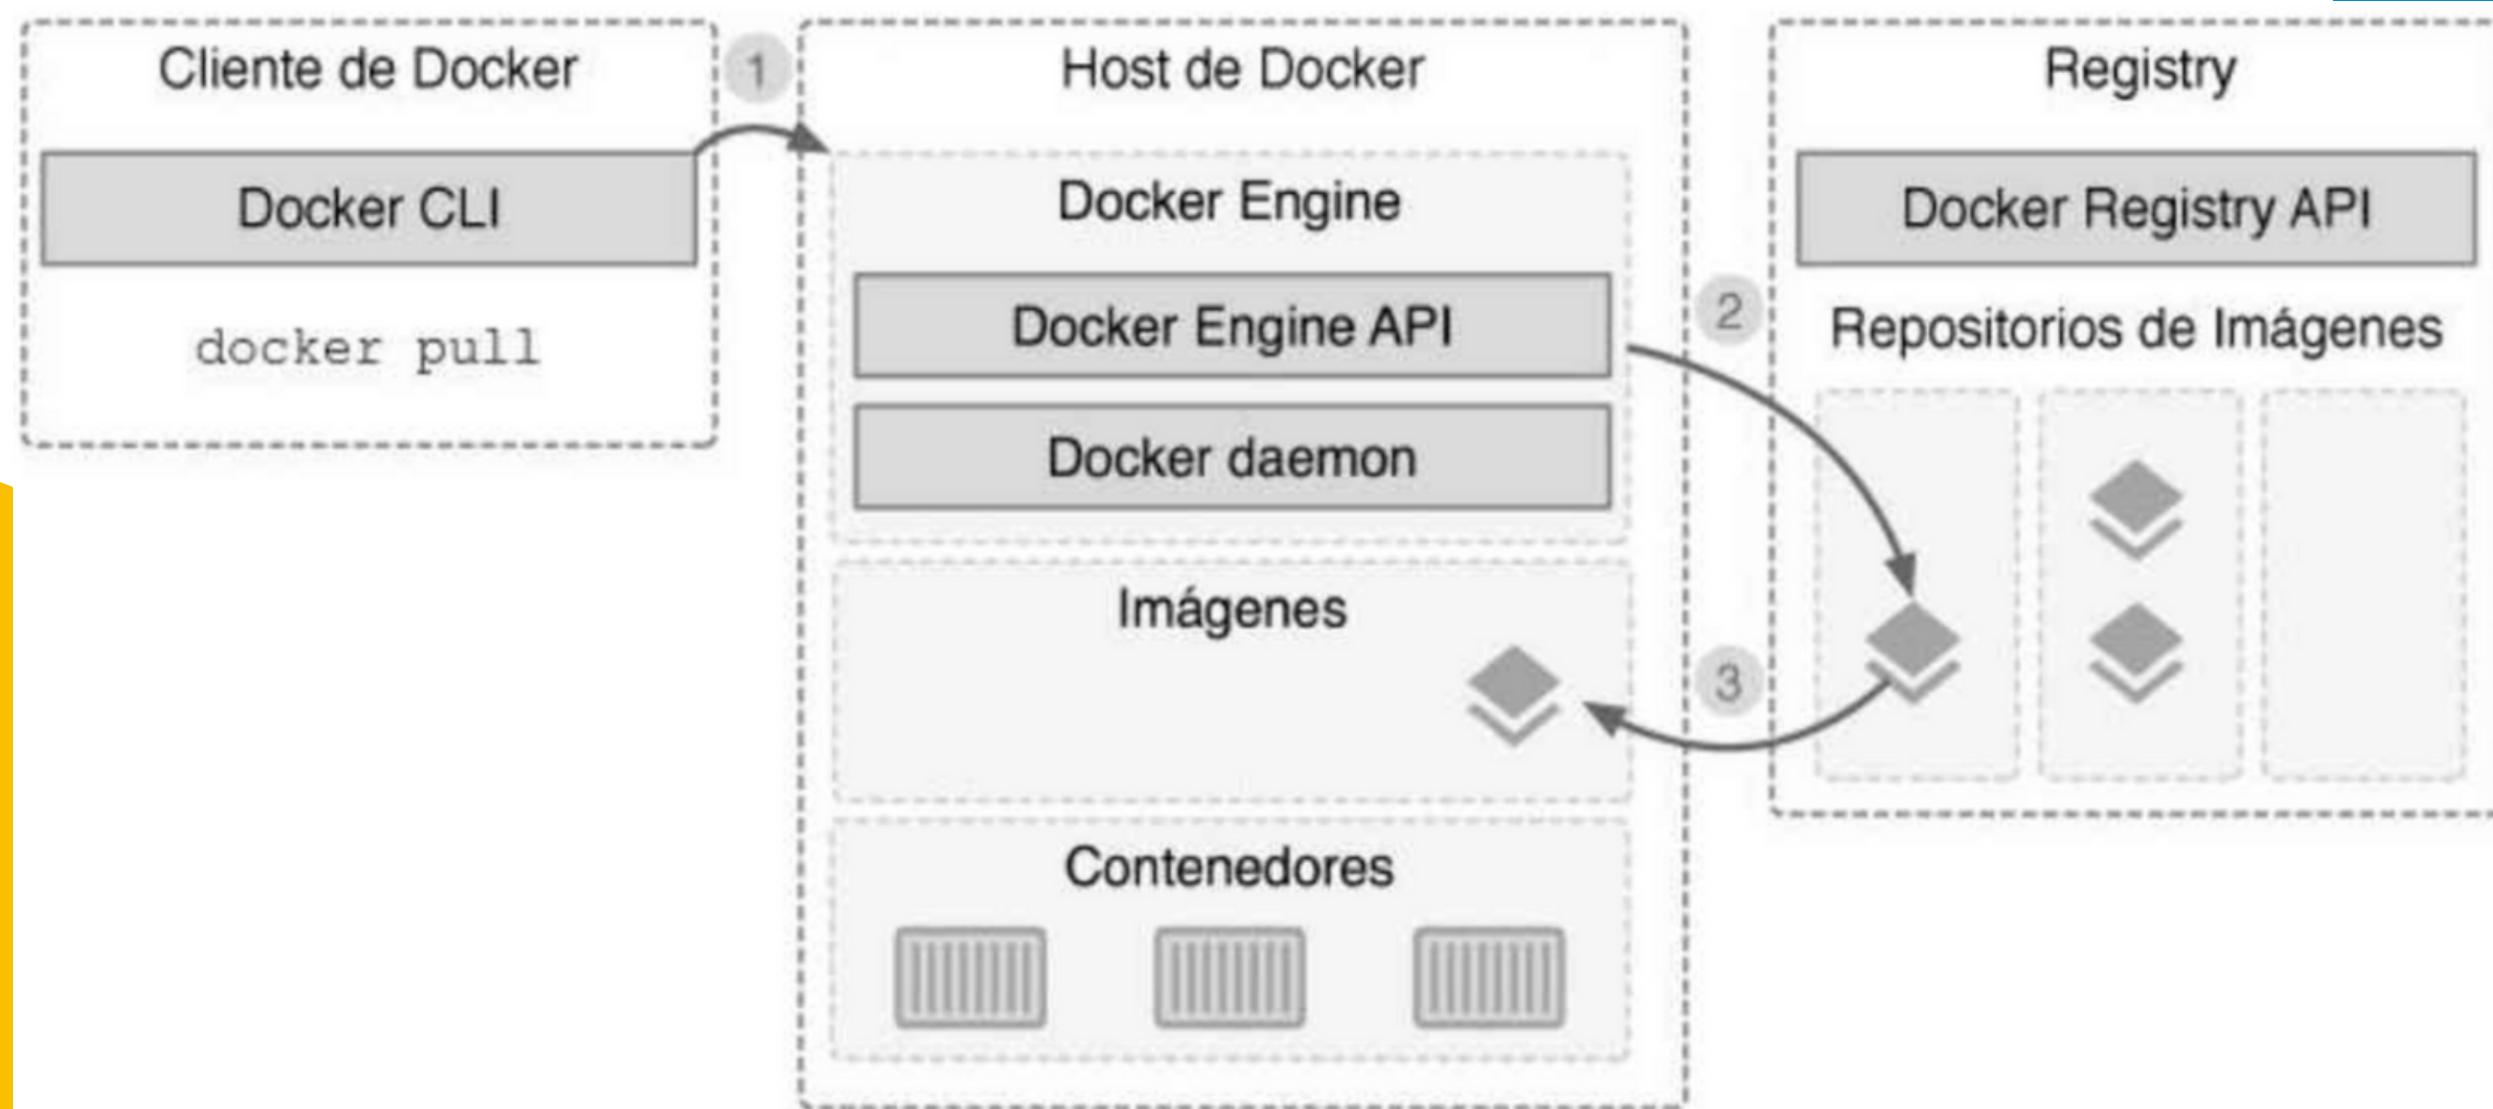 Cliente de Docker
Docker CLI
docker pull
1
Host de Docker
Docker Engine
Docker Engine API
Docker daemon
Imágenes
Contenedores
2
3
Registry
Docker Registry API
Repositorios de Imágenes